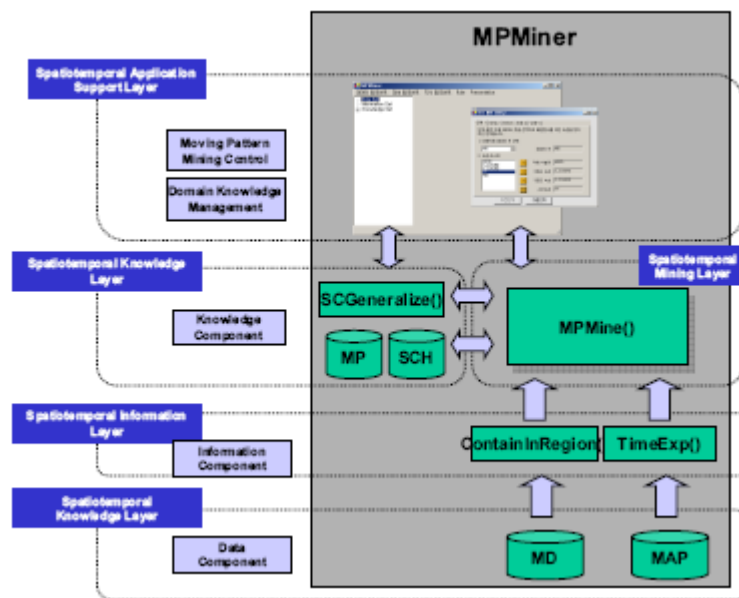 MPMiner
Spatiotemporal Application
Support Layer
Moving Pattern
Mining Control
Domain Knowledge
Management
Spatiotemporal Knowledge
Layer
Spatiotemporal
Mining Layer
SCGeneralize()
Knowledge
Component
MPMine()
MP
SCH
Spatiotemporal Information
Layer
Information
Component
ContainInRegion(
TimeExp()
Spatiotemporal
Knowledge Layer
Data
Component
MD
MAP